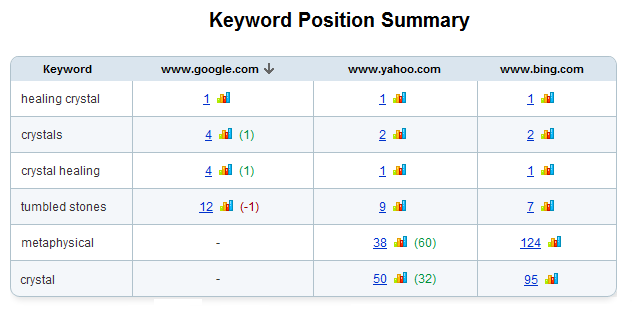 Keyword Position Summary
Keyword www.google.com www.yahoo.com www.bing.com
healing crystal 1 1 1
crystals 4 (1) 2 2
crystal healing 4 (1) 1 1
tumbled stones 12 (-1) 9 7
metaphysical - 38 (60) 124
crystal - 50 (32) 95